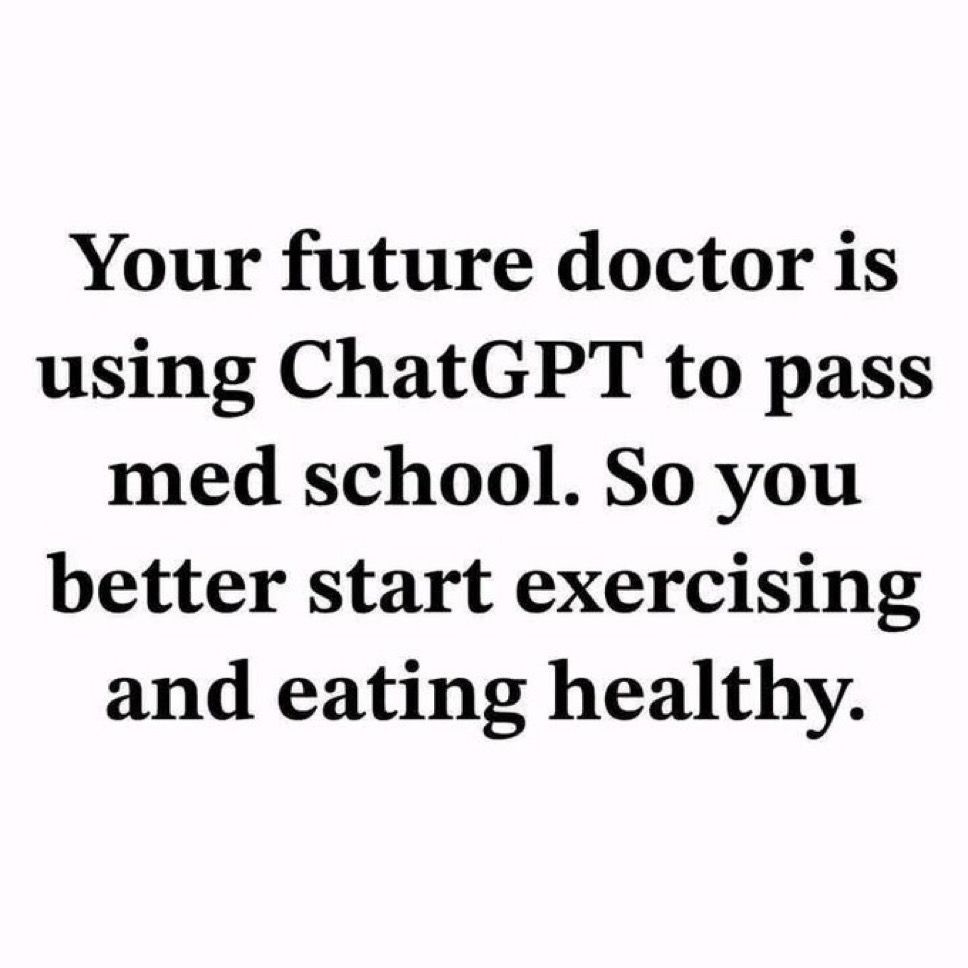 Your future doctor is
using ChatGPT to pass
med school. So you
better start exercising
and eating healthy.